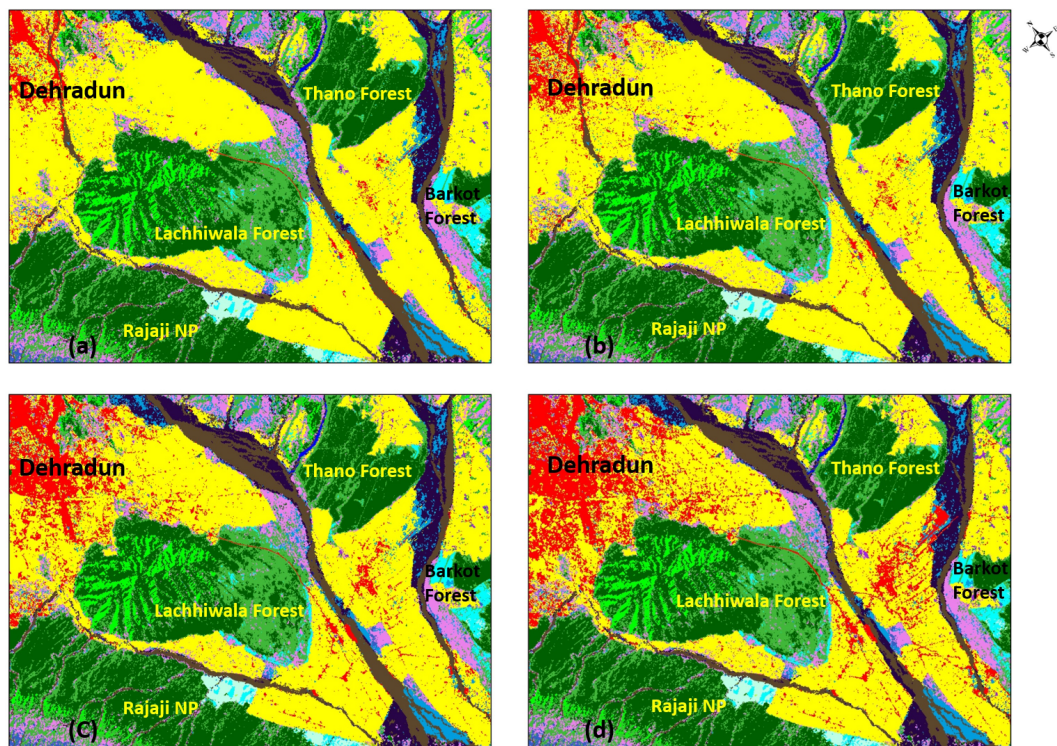 Dehradun
Thano Forest
Barkot
Forest
Lachhiwala Forest
Rajaji NP
(a)
Dehradun
Thano Forest
Barkot
Forest
Lachhiwala Forest
Rajaji NP
(b)
N
E
W
S
Dehradun
Thano Forest
Barkot
Forest
Lachhiwala Forest
Rajaji NP
(c)
Dehradun
Thano Forest
Barkot
Forest
Lachhiwala Forest
Rajaji NP
(d)